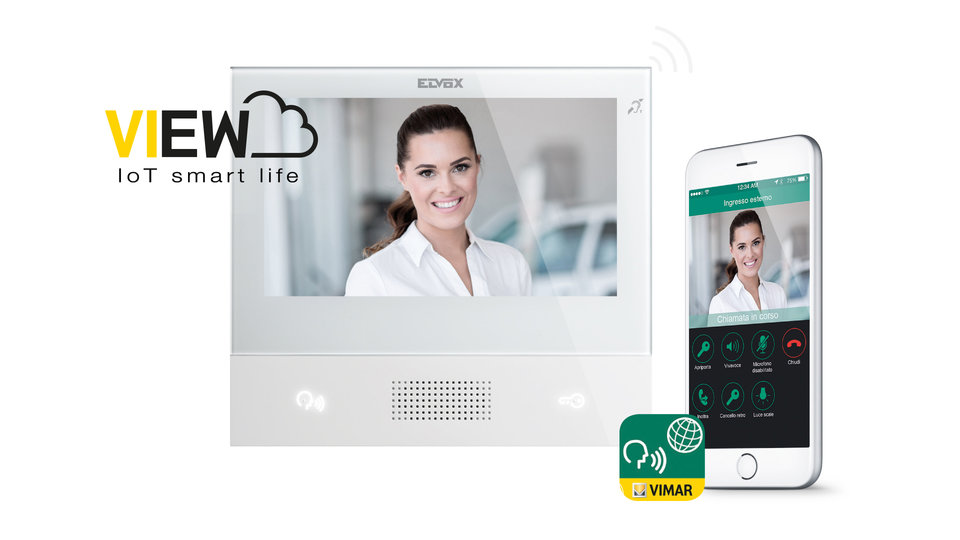 ELVOX
VIEW
IoT smart life
12:34 AM
75%
Ingresso esterno
Chiamata in corso
Apriporta
Vivavoce
Microfono
disabilitato
Chiudi
Inoltra
Cancello retro
Luce scale
VIMAR